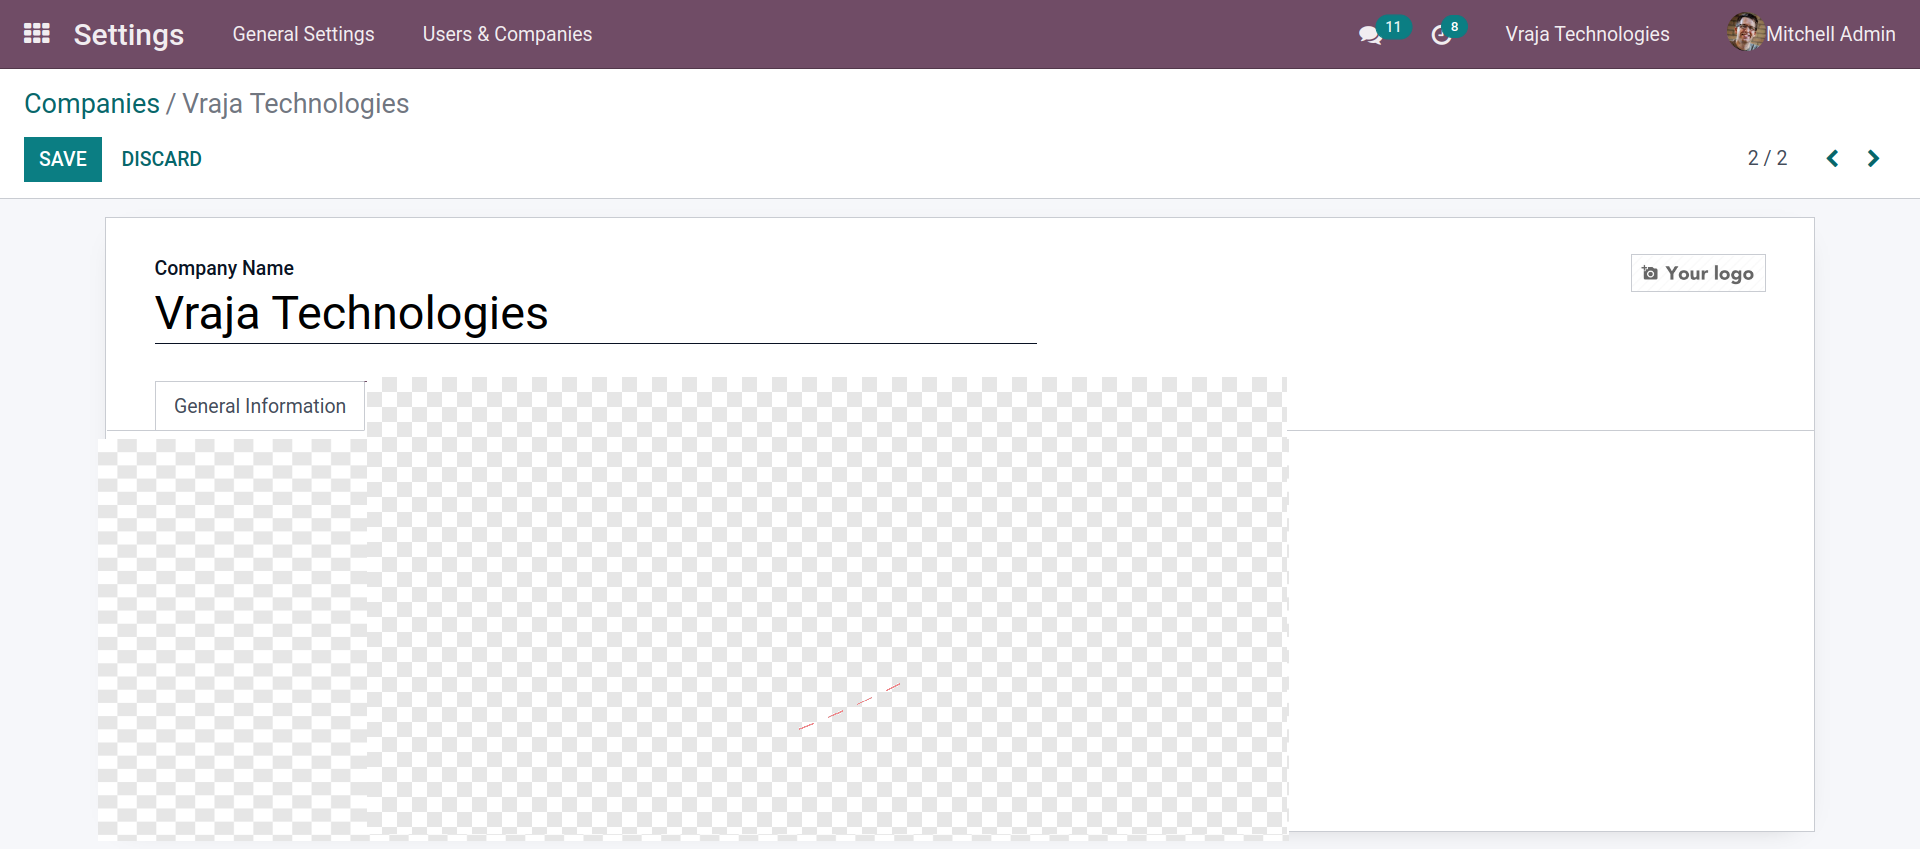 Settings General Settings Users & Companies 11 8 Vraja Technologies Mitchell Admin
Companies / Vraja Technologies
SAVE DISCARD 2 / 2
Company Name
Your logo
Vraja Technologies
General Information